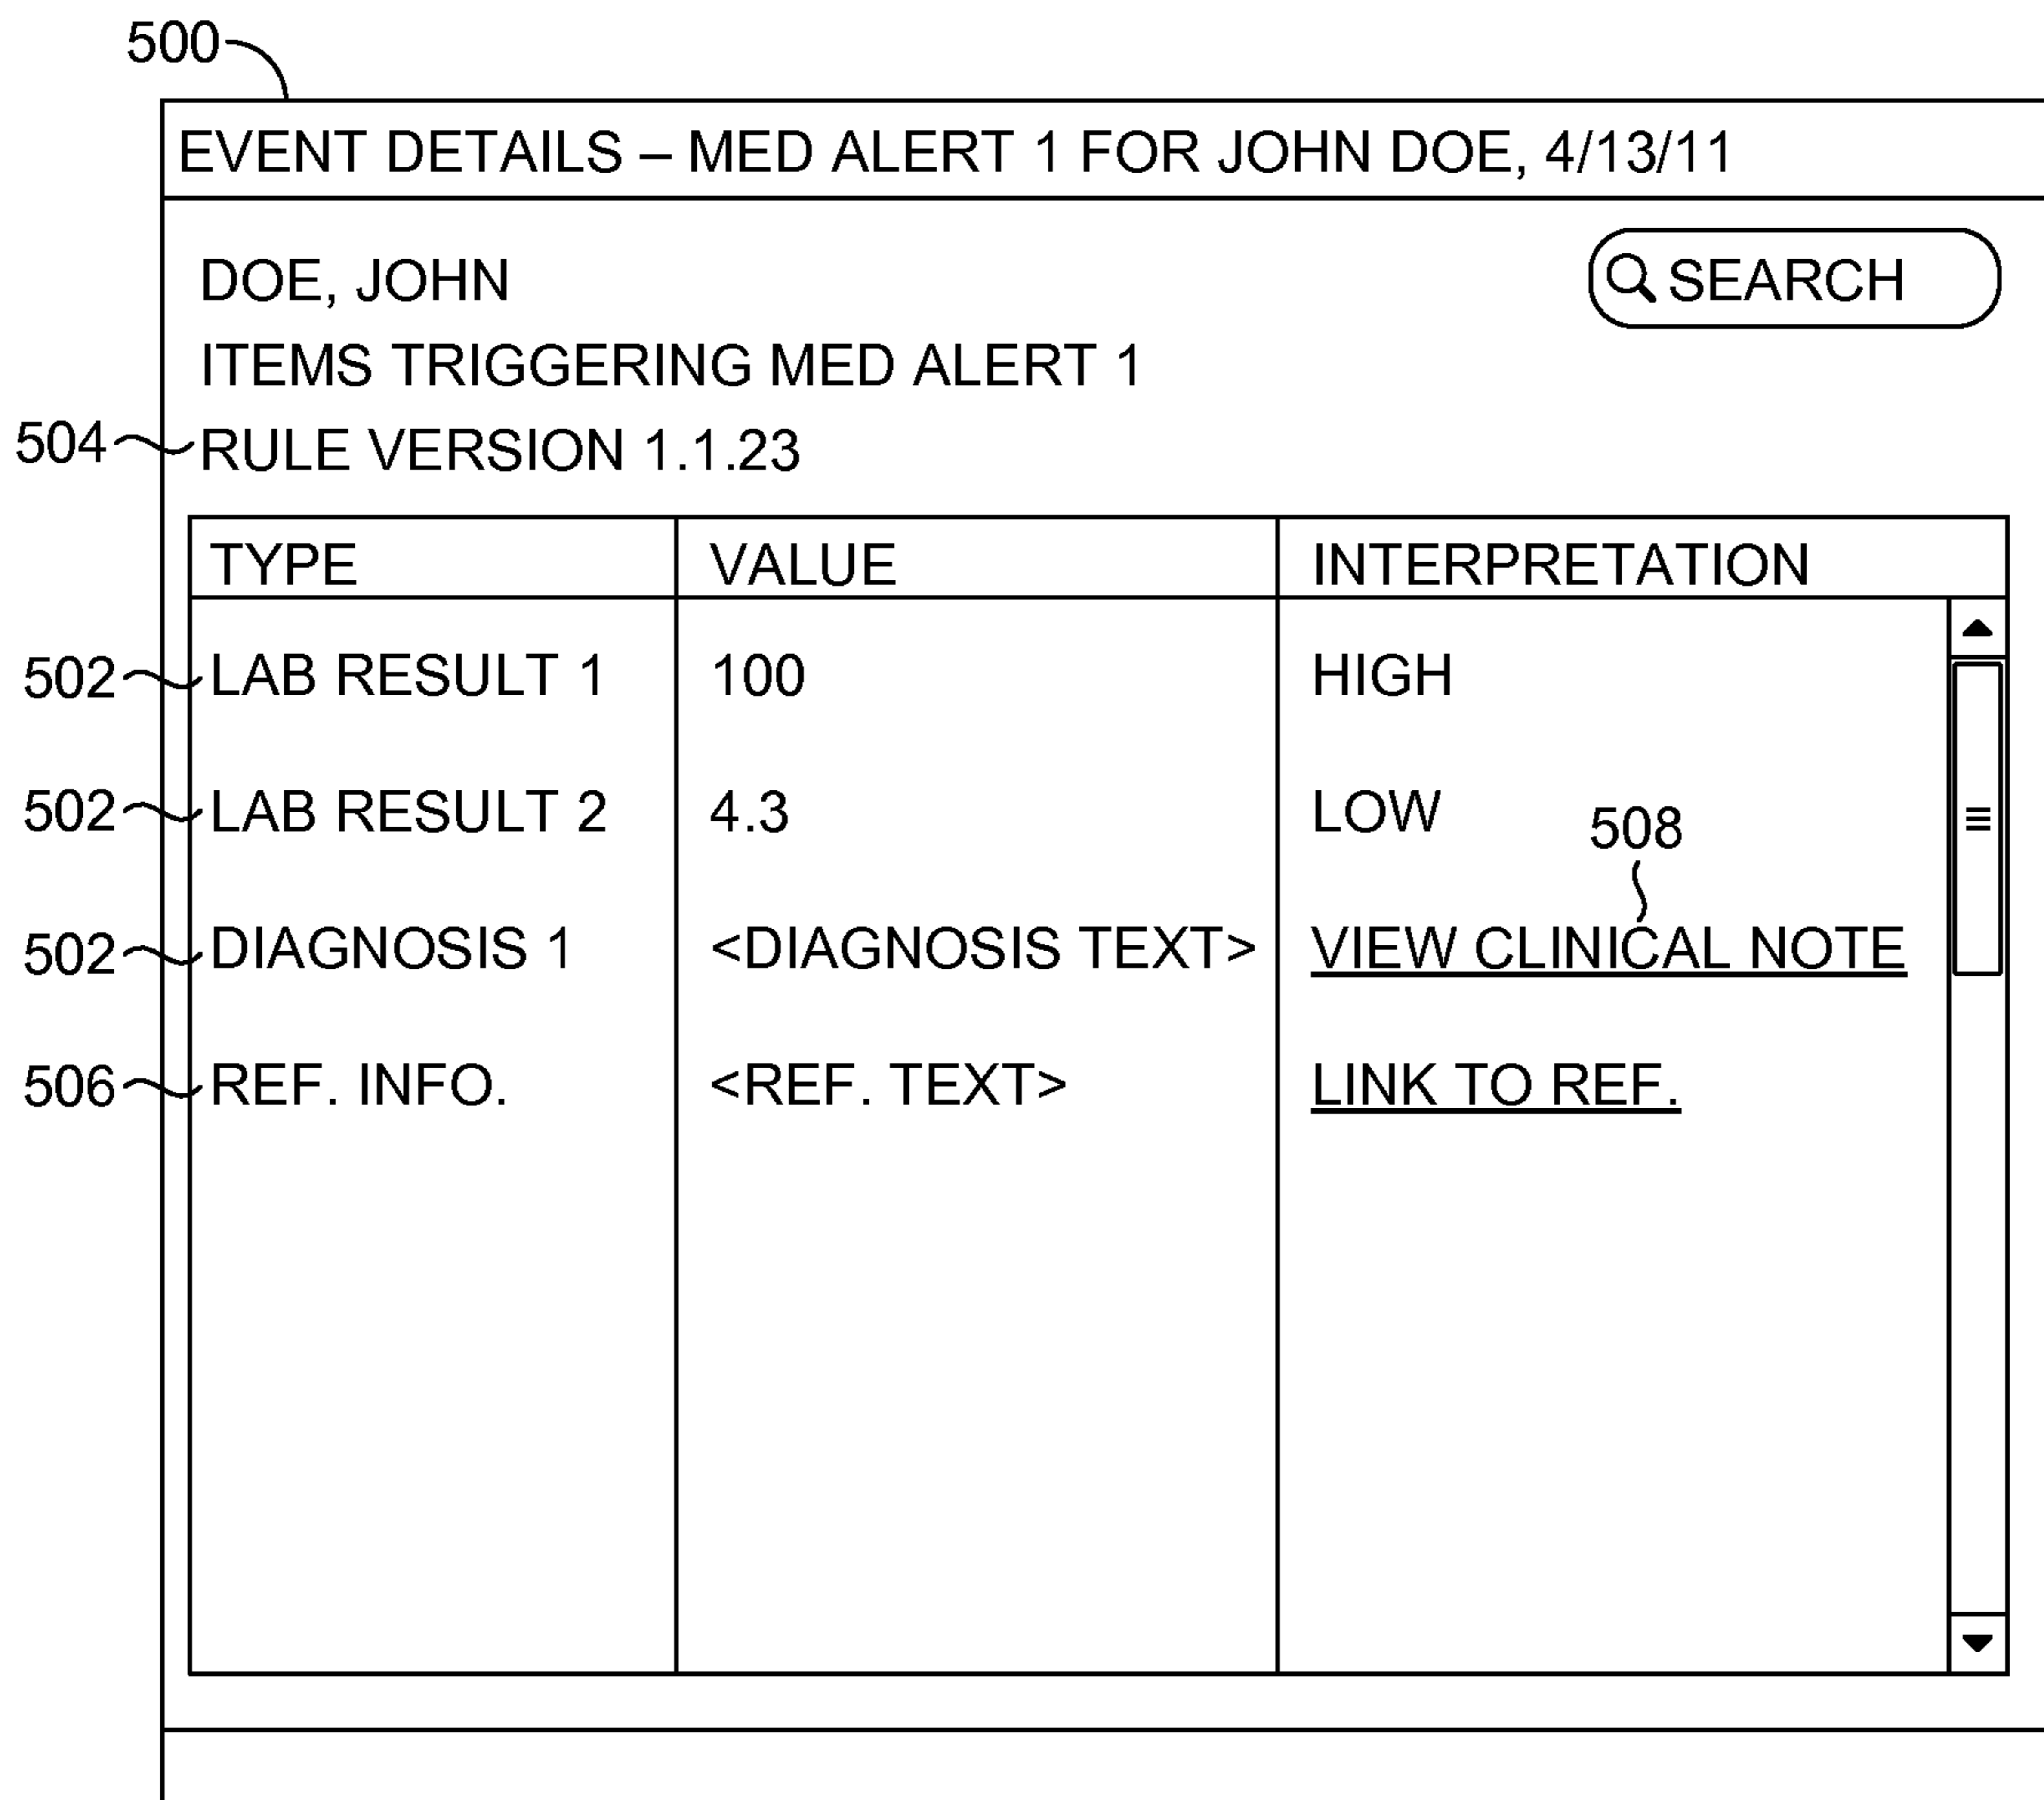 500
EVENT DETAILS – MED ALERT 1 FOR JOHN DOE, 4/13/11
DOE, JOHN
SEARCH
ITEMS TRIGGERING MED ALERT 1
504 RULE VERSION 1.1.23
TYPE VALUE INTERPRETATION
502 LAB RESULT 1 100 HIGH
502 LAB RESULT 2 4.3 LOW
508
502 DIAGNOSIS 1 <DIAGNOSIS TEXT> VIEW CLINICAL NOTE
506 REF. INFO. <REF. TEXT> LINK TO REF.